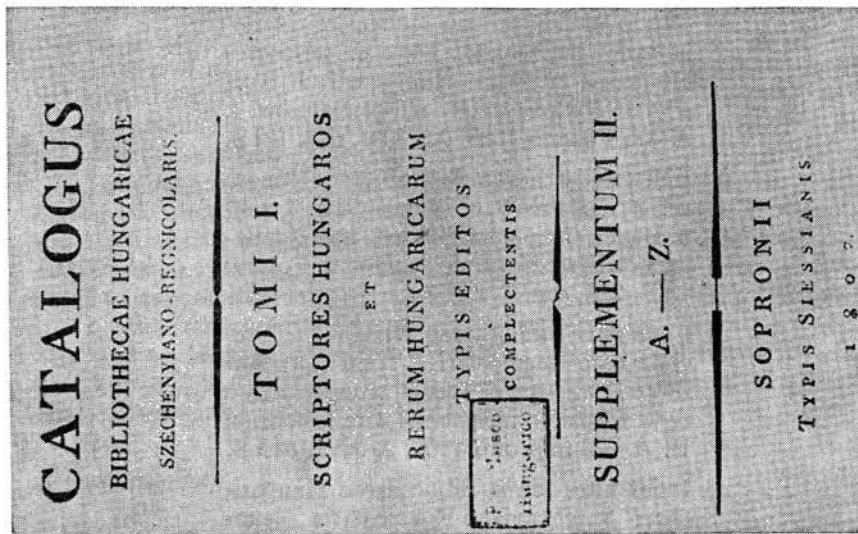 CATALOGUS
BIBLIOTHECAE HUNGARICAE
SZECHENYIANO-REGNICOLARIS.
TOMI I.
SCRIPTORES HUNGAROS
ET
RERUM HUNGARICARUM
TYPIS EDITOS
COMPLECTENTIS
SUPPLEMENTUM II.
A. — Z.
SOPRONII
TYPIS SIESSIANIS
1807.